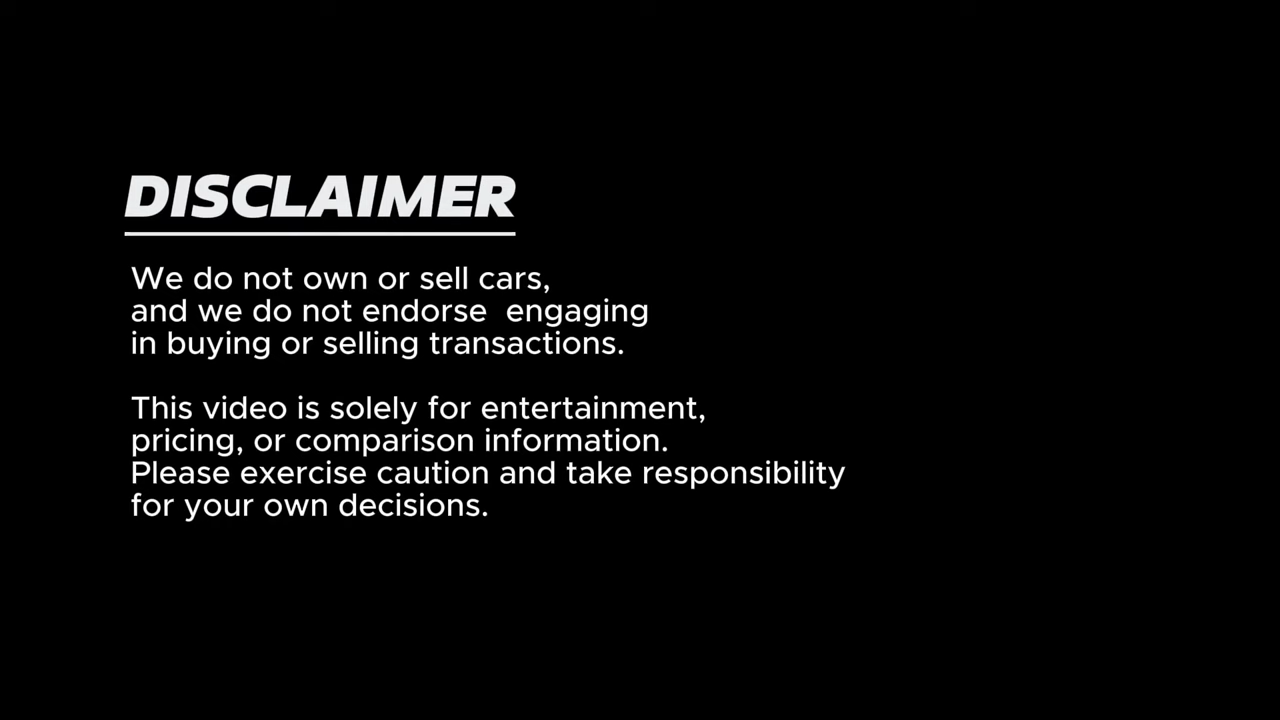 DISCLAIMER
We do not own or sell cars,
and we do not endorse  engaging
in buying or selling transactions.
This video is solely for entertainment,
pricing, or comparison information.
Please exercise caution and take responsibility
for your own decisions.